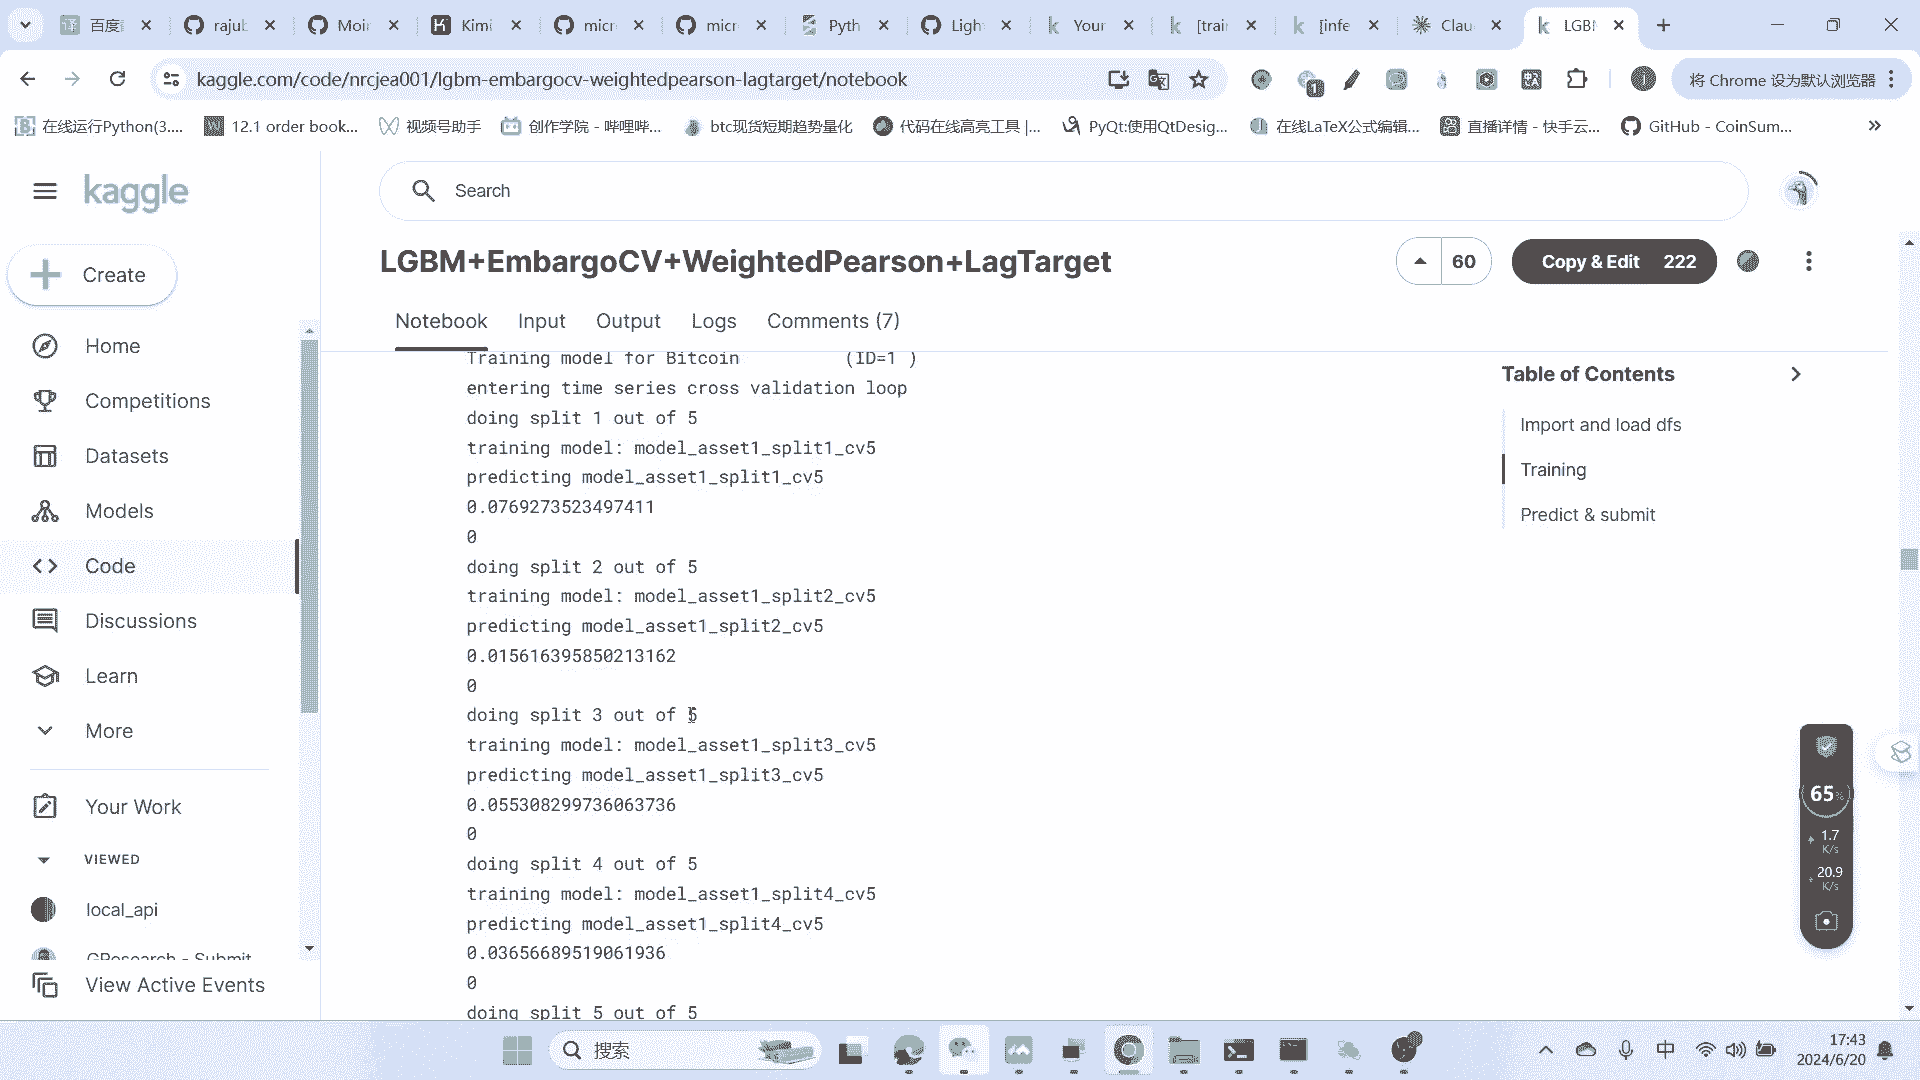 百度 rajub Moir Kimi micr micr Pyth Ligh Your [trai [infe Clau LGBM
kaggle.com/code/nrcjea001/lgbm-embargocv-weightedpearson-lagtarget/notebook 1 将 Chrome 设为默认浏览器
在线运行Python(3.... 12.1 order book... 视频号助手 创作学院 - 哔哩哔... btc现货短期趋势量化 代码在线高亮工具 |... PyQt:使用QtDesig... 在线LaTeX公式编辑... 直播详情 - 快手云... GitHub - CoinSum... »
kaggle
Search
Create
LGBM+EmbargoCV+WeightedPearson+LagTarget
60
Copy & Edit 222
Notebook Input Output Logs Comments (7)
Home
Competitions
Datasets
Models
Code
Discussions
Learn
More
Your Work
VIEWED
local_api
GResearch - Submit
View Active Events
Training model for Bitcoin (ID=1 )
entering time series cross validation loop
doing split 1 out of 5
training model: model_asset1_split1_cv5
predicting model_asset1_split1_cv5
0.0769273523497411
0
doing split 2 out of 5
training model: model_asset1_split2_cv5
predicting model_asset1_split2_cv5
0.015616395850213162
0
doing split 3 out of 5
training model: model_asset1_split3_cv5
predicting model_asset1_split3_cv5
0.055308299736063736
0
doing split 4 out of 5
training model: model_asset1_split4_cv5
predicting model_asset1_split4_cv5
0.03656689519061936
0
doing split 5 out of 5
Table of Contents
Import and load dfs
Training
Predict & submit
65%
1.7
K/s
20.9
K/s
搜索
中
17:43
2024/6/20